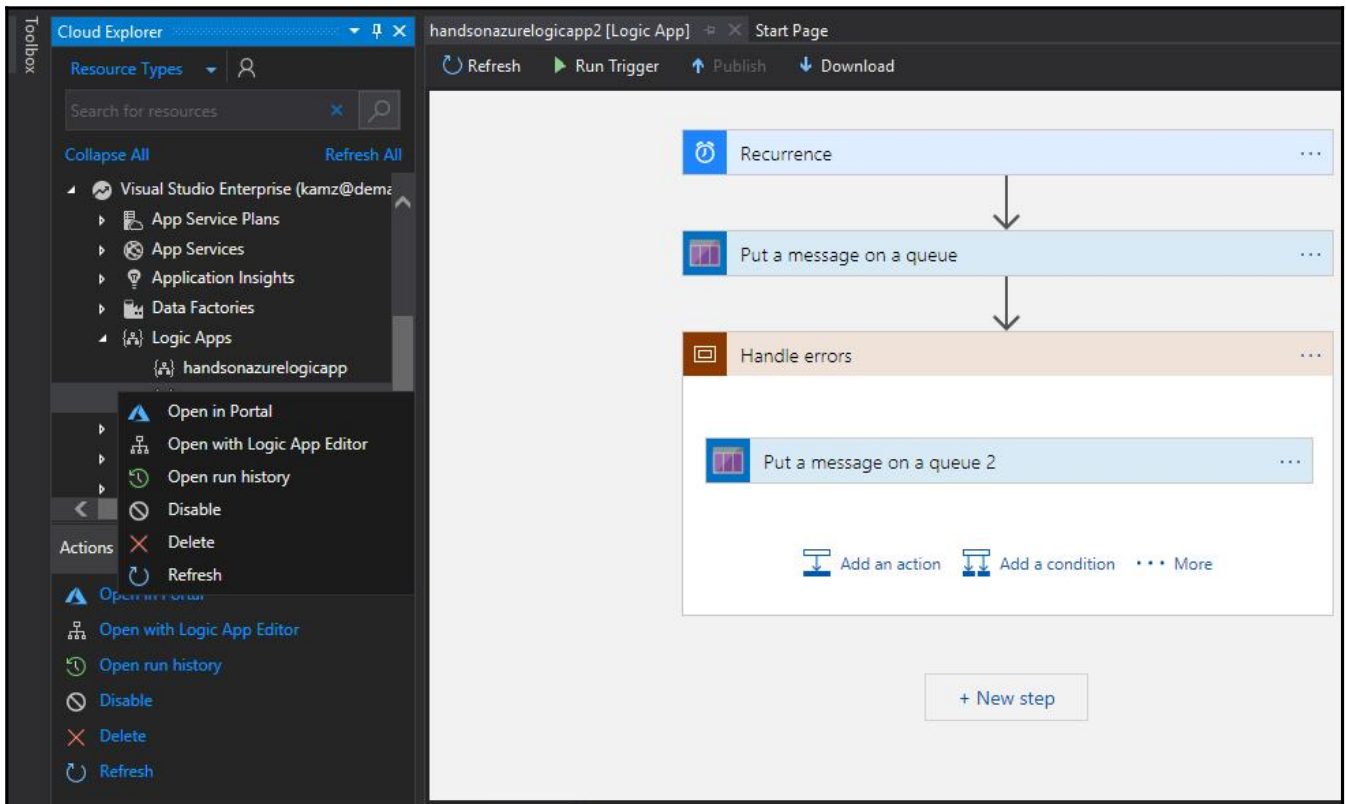 Toolbox
Cloud Explorer
Resource Types
Search for resources
Collapse All Refresh All
Visual Studio Enterprise (kamz@dema
App Service Plans
App Services
Application Insights
Data Factories
{} Logic Apps
{} handsonazurelogicapp
Open in Portal
Open with Logic App Editor
Open run history
Disable
Delete
Refresh
Actions
Open in Portal
Open with Logic App Editor
Open run history
Disable
Delete
Refresh
handsonazurelogicapp2 [Logic App] Start Page
Refresh Run Trigger Publish Download
Recurrence ...
Put a message on a queue ...
Handle errors ...
Put a message on a queue 2 ...
Add an action Add a condition ... More
+ New step